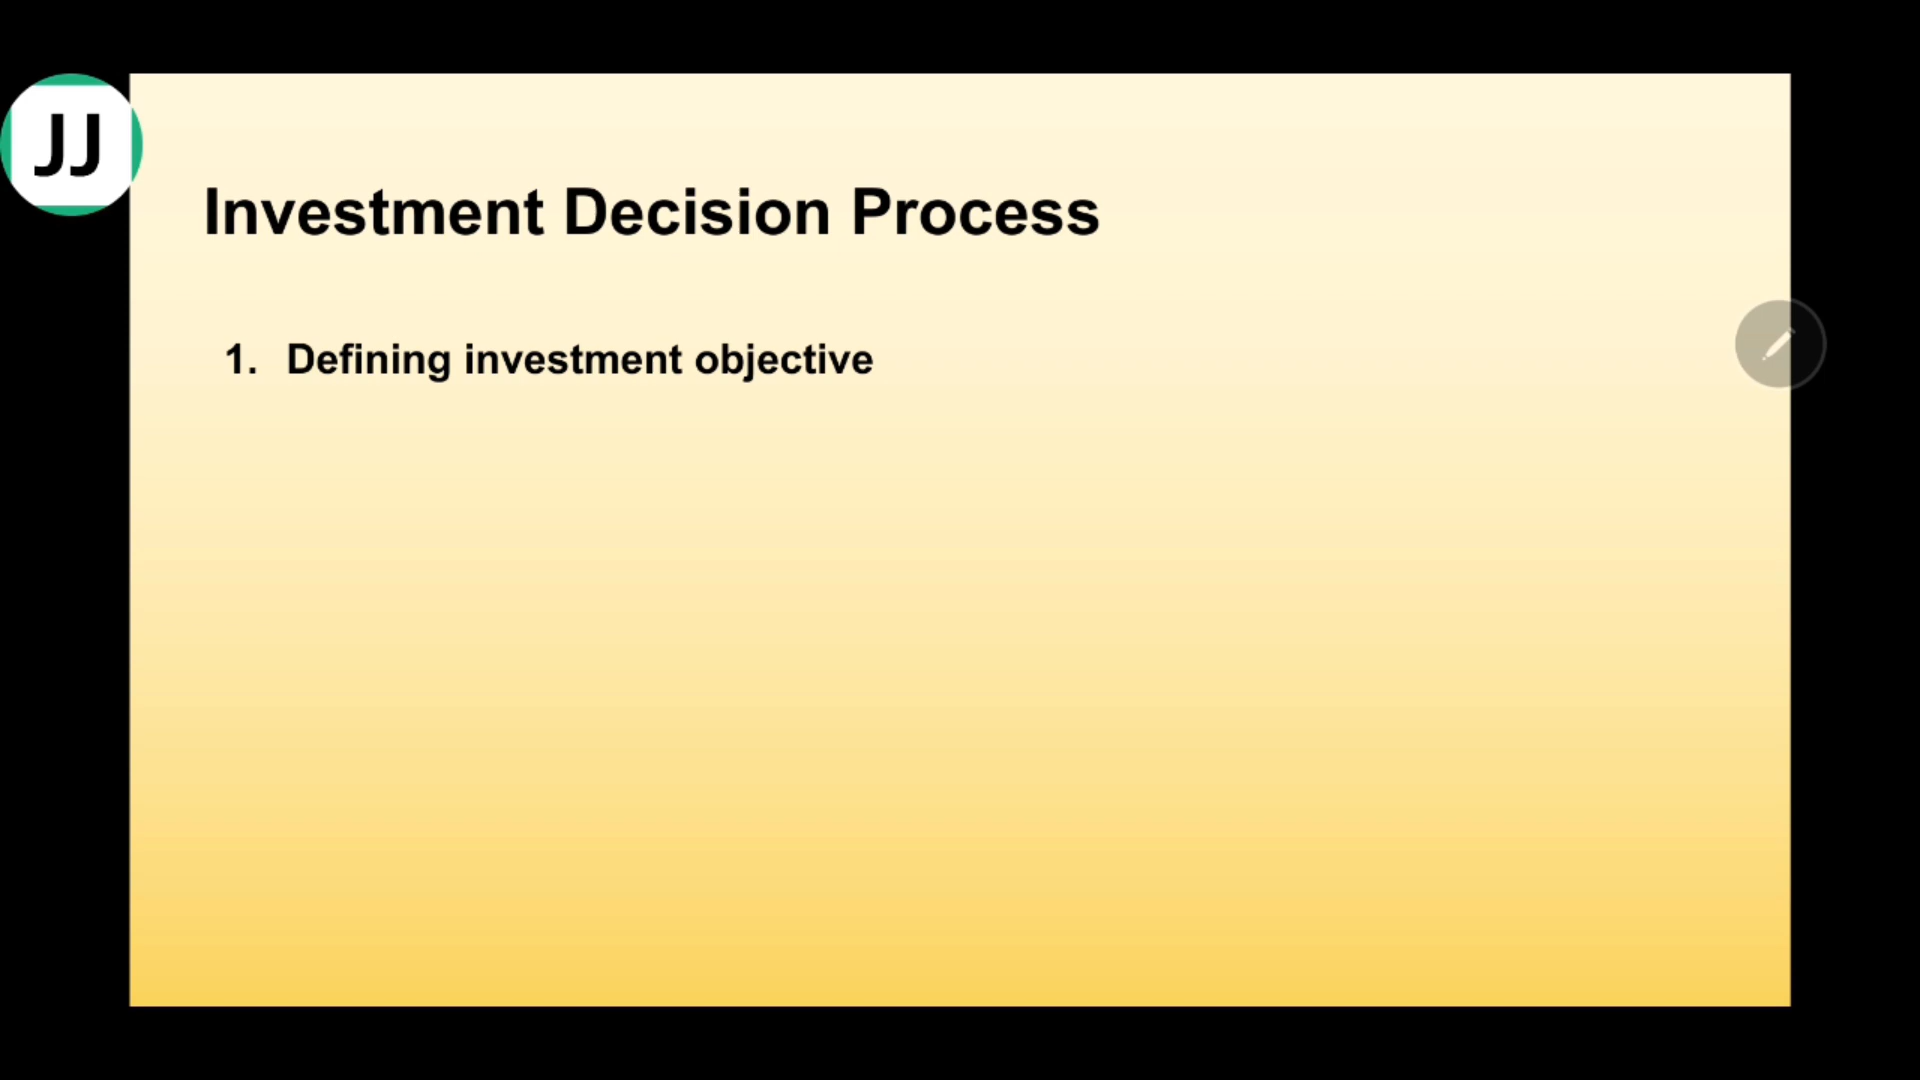 JJ
Investment Decision Process
1. Defining investment objective